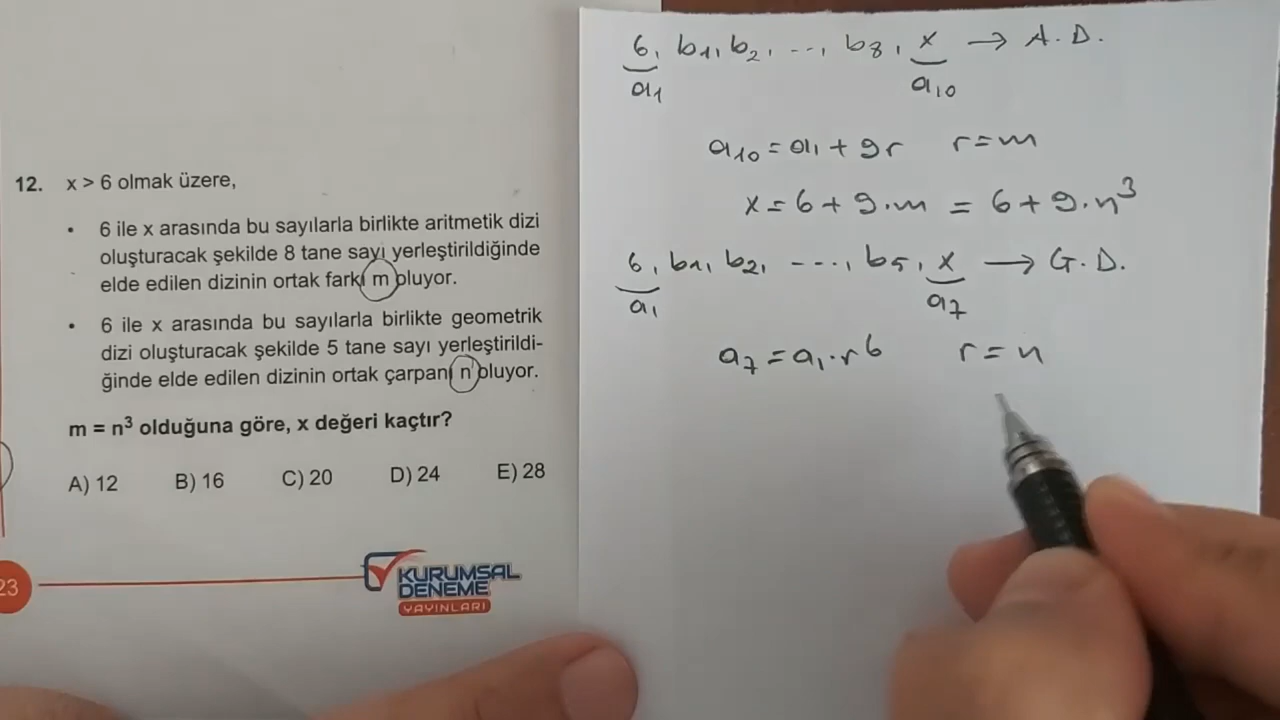 12. x > 6 olmak üzere,
• 6 ile x arasında bu sayılarla birlikte aritmetik dizi
oluşturacak şekilde 8 tane sayı yerleştirildiğinde
elde edilen dizinin ortak farkı m oluyor.
• 6 ile x arasında bu sayılarla birlikte geometrik
dizi oluşturacak şekilde 5 tane sayı yerleştirildi-
ğinde elde edilen dizinin ortak çarpanı n oluyor.
m = n³ olduğuna göre, x değeri kaçtır?
A) 12 B) 16 C) 20 D) 24 E) 28
23
KURUMSAL
DENEME
YAYINLARI
6, b₁, b₂, ..., b₈, x → A.D.
a₁ a₁₀
a₁₀ = a₁ + 9r r = m
x = 6 + 9·m = 6 + 9·n³
6, b₁, b₂, ...., b₅, x → G.D.
a₁ a₇
a₇ = a₁·r⁶ r = n